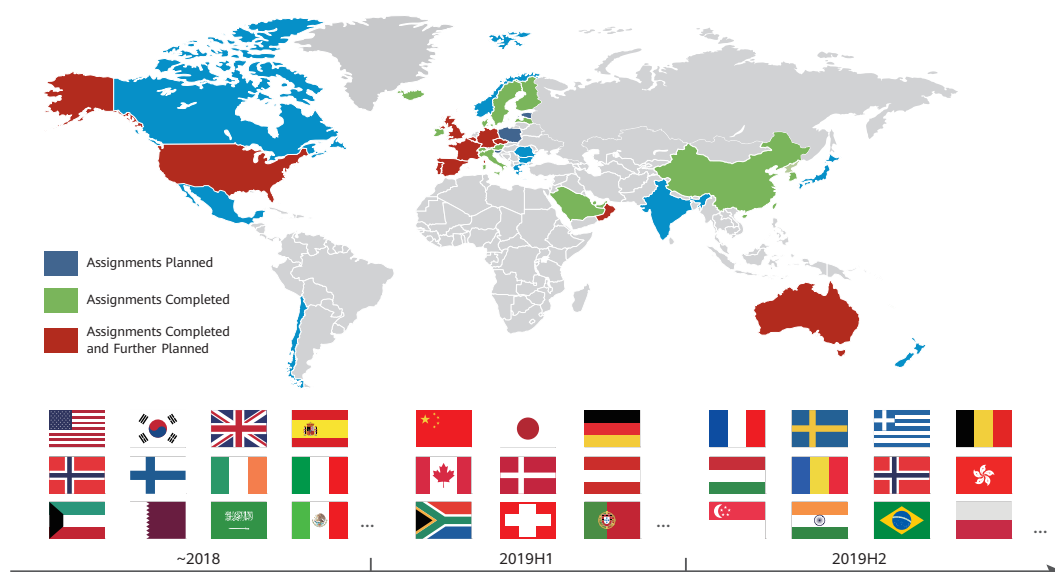 Assignments Planned
Assignments Completed
Assignments Completed
and Further Planned
...
...
...
~2018
2019H1
2019H2